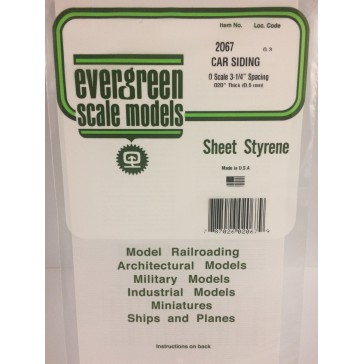 Item No. Loc. Code
2067
CAR SIDING
O Scale 3-1/4" Spacing
.020" Thick /0.5 mm)
evergreen
scale models
Sheet Styrene
Made in U.S.A
Model Railroading
Architectural Models
Military Models
Industrial Models
Miniatures
Ships and Planes
Instructions on back